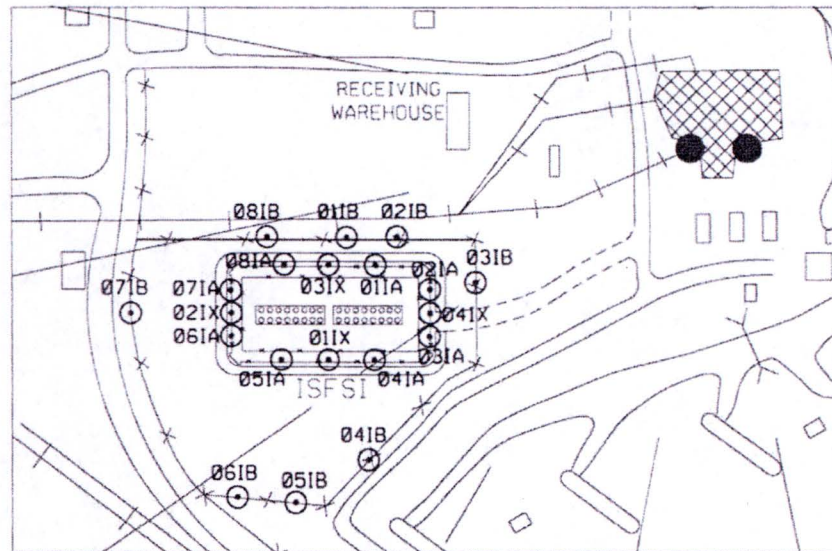 RECEIVING
WAREHOUSE
08IB 01IB 02IB
03IB
08IA 03IX 01IA 02IA
07IB 07IA
02IX 04IX
06IA 01IX 03IA
05IA 04IA
ISFSI
04IB
06IB 05IB